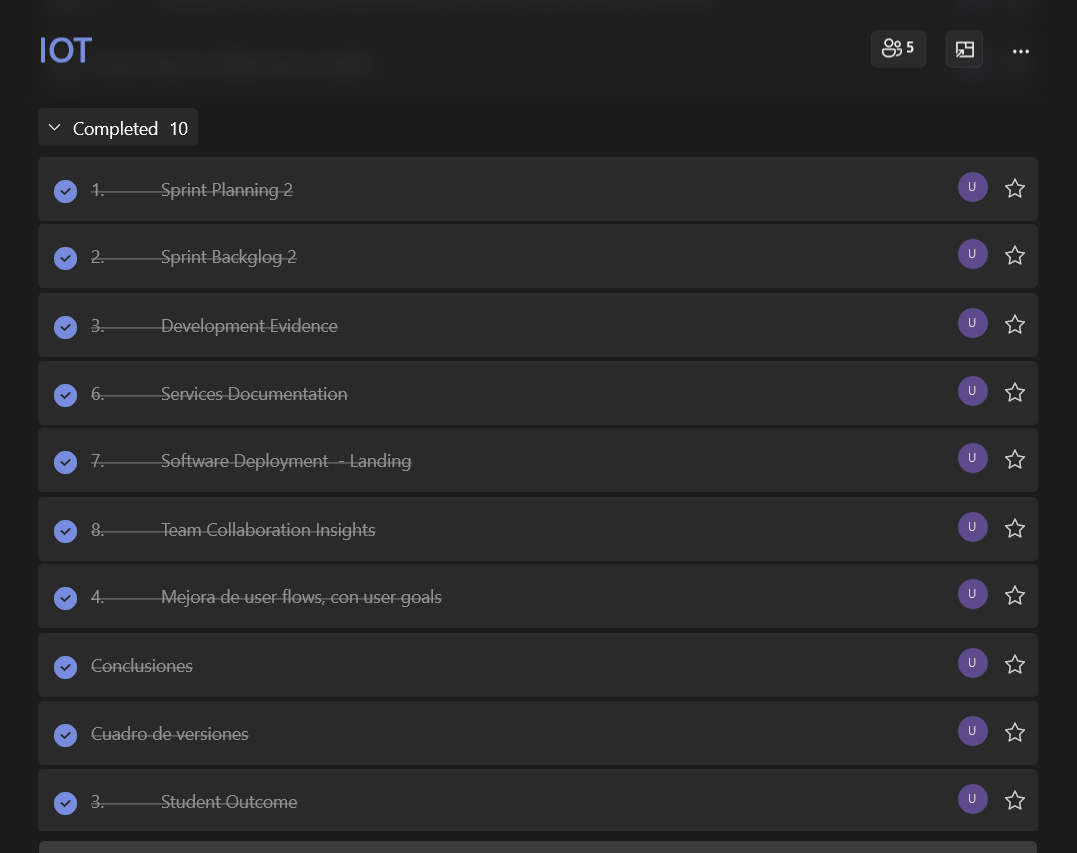 IOT
5
Completed 10
1. Sprint Planning 2
U
2. Sprint Backglog 2
U
3. Development Evidence
U
6. Services Documentation
U
7. Software Deployment - Landing
U
8. Team Collaboration Insights
U
4. Mejora de user flows, con user goals
U
Conclusiones
U
Cuadro de versiones
U
3. Student Outcome
U